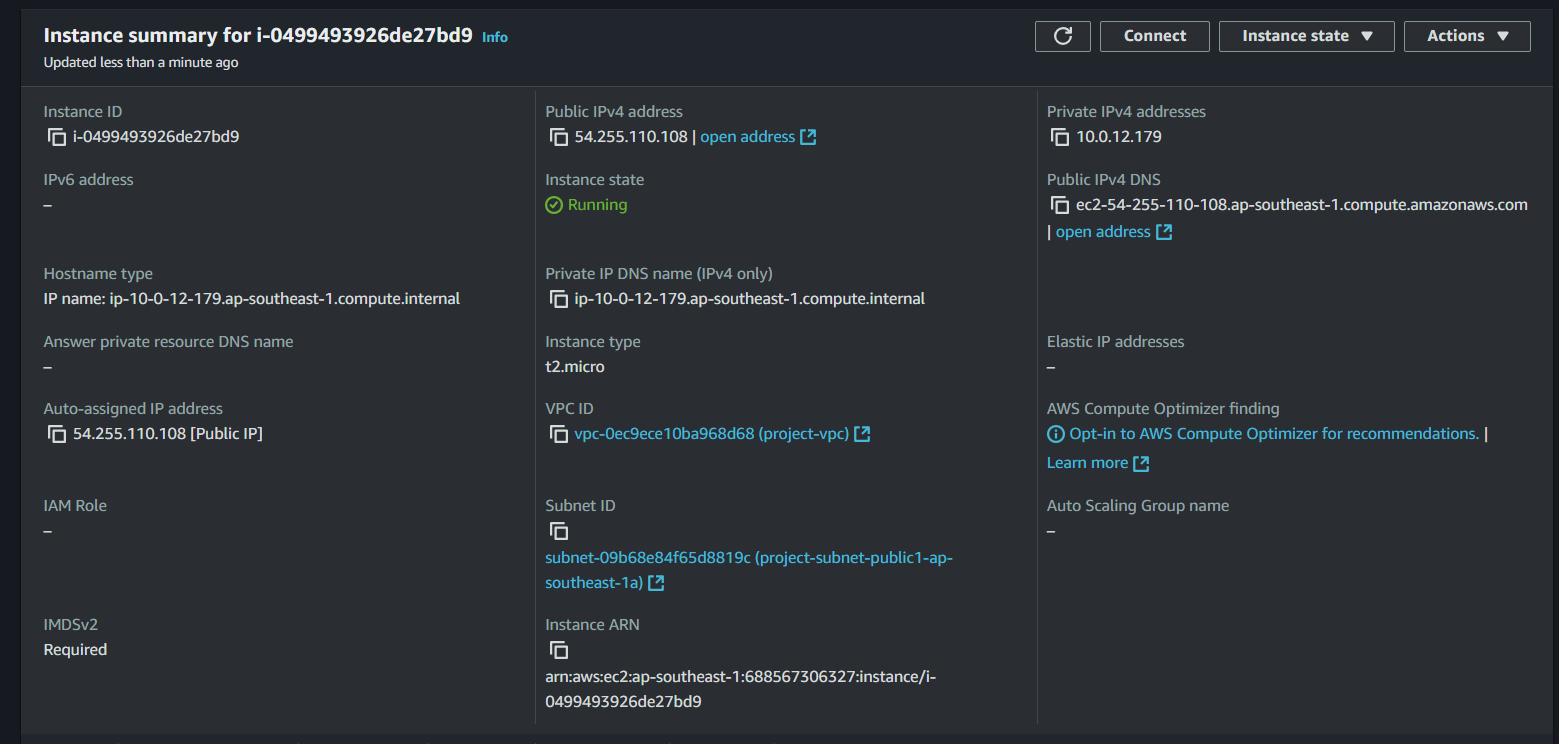 Instance summary for i-0499493926de27bd9 Info
Updated less than a minute ago
Connect
Instance state
Actions
Instance ID
i-0499493926de27bd9
Public IPv4 address
54.255.110.108 | open address
Private IPv4 addresses
10.0.12.179
IPv6 address
–
Instance state
Running
Public IPv4 DNS
ec2-54-255-110-108.ap-southeast-1.compute.amazonaws.com
| open address
Hostname type
IP name: ip-10-0-12-179.ap-southeast-1.compute.internal
Private IP DNS name (IPv4 only)
ip-10-0-12-179.ap-southeast-1.compute.internal
Answer private resource DNS name
–
Instance type
t2.micro
Elastic IP addresses
–
Auto-assigned IP address
54.255.110.108 [Public IP]
VPC ID
vpc-0ec9ece10ba968d68 (project-vpc)
AWS Compute Optimizer finding
Opt-in to AWS Compute Optimizer for recommendations. |
Learn more
IAM Role
–
Subnet ID
subnet-09b68e84f65d8819c (project-subnet-public1-ap-
southeast-1a)
Auto Scaling Group name
–
IMDSv2
Required
Instance ARN
arn:aws:ec2:ap-southeast-1:688567306327:instance/i-
0499493926de27bd9